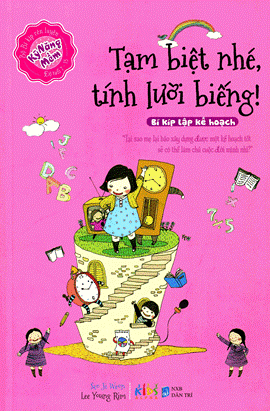 Kỹ Năng
Mềm
Tạm biệt nhé,
tính lười biếng!
Bí kíp lập kế hoạch
"Tại sao mẹ lại bảo xây dựng được một kế hoạch tốt
sẽ có thể làm chủ cuộc đời mình nhỉ?"
A
B
C
D
Lee Young Rim
Kids
NXB
DÂN TRÍ